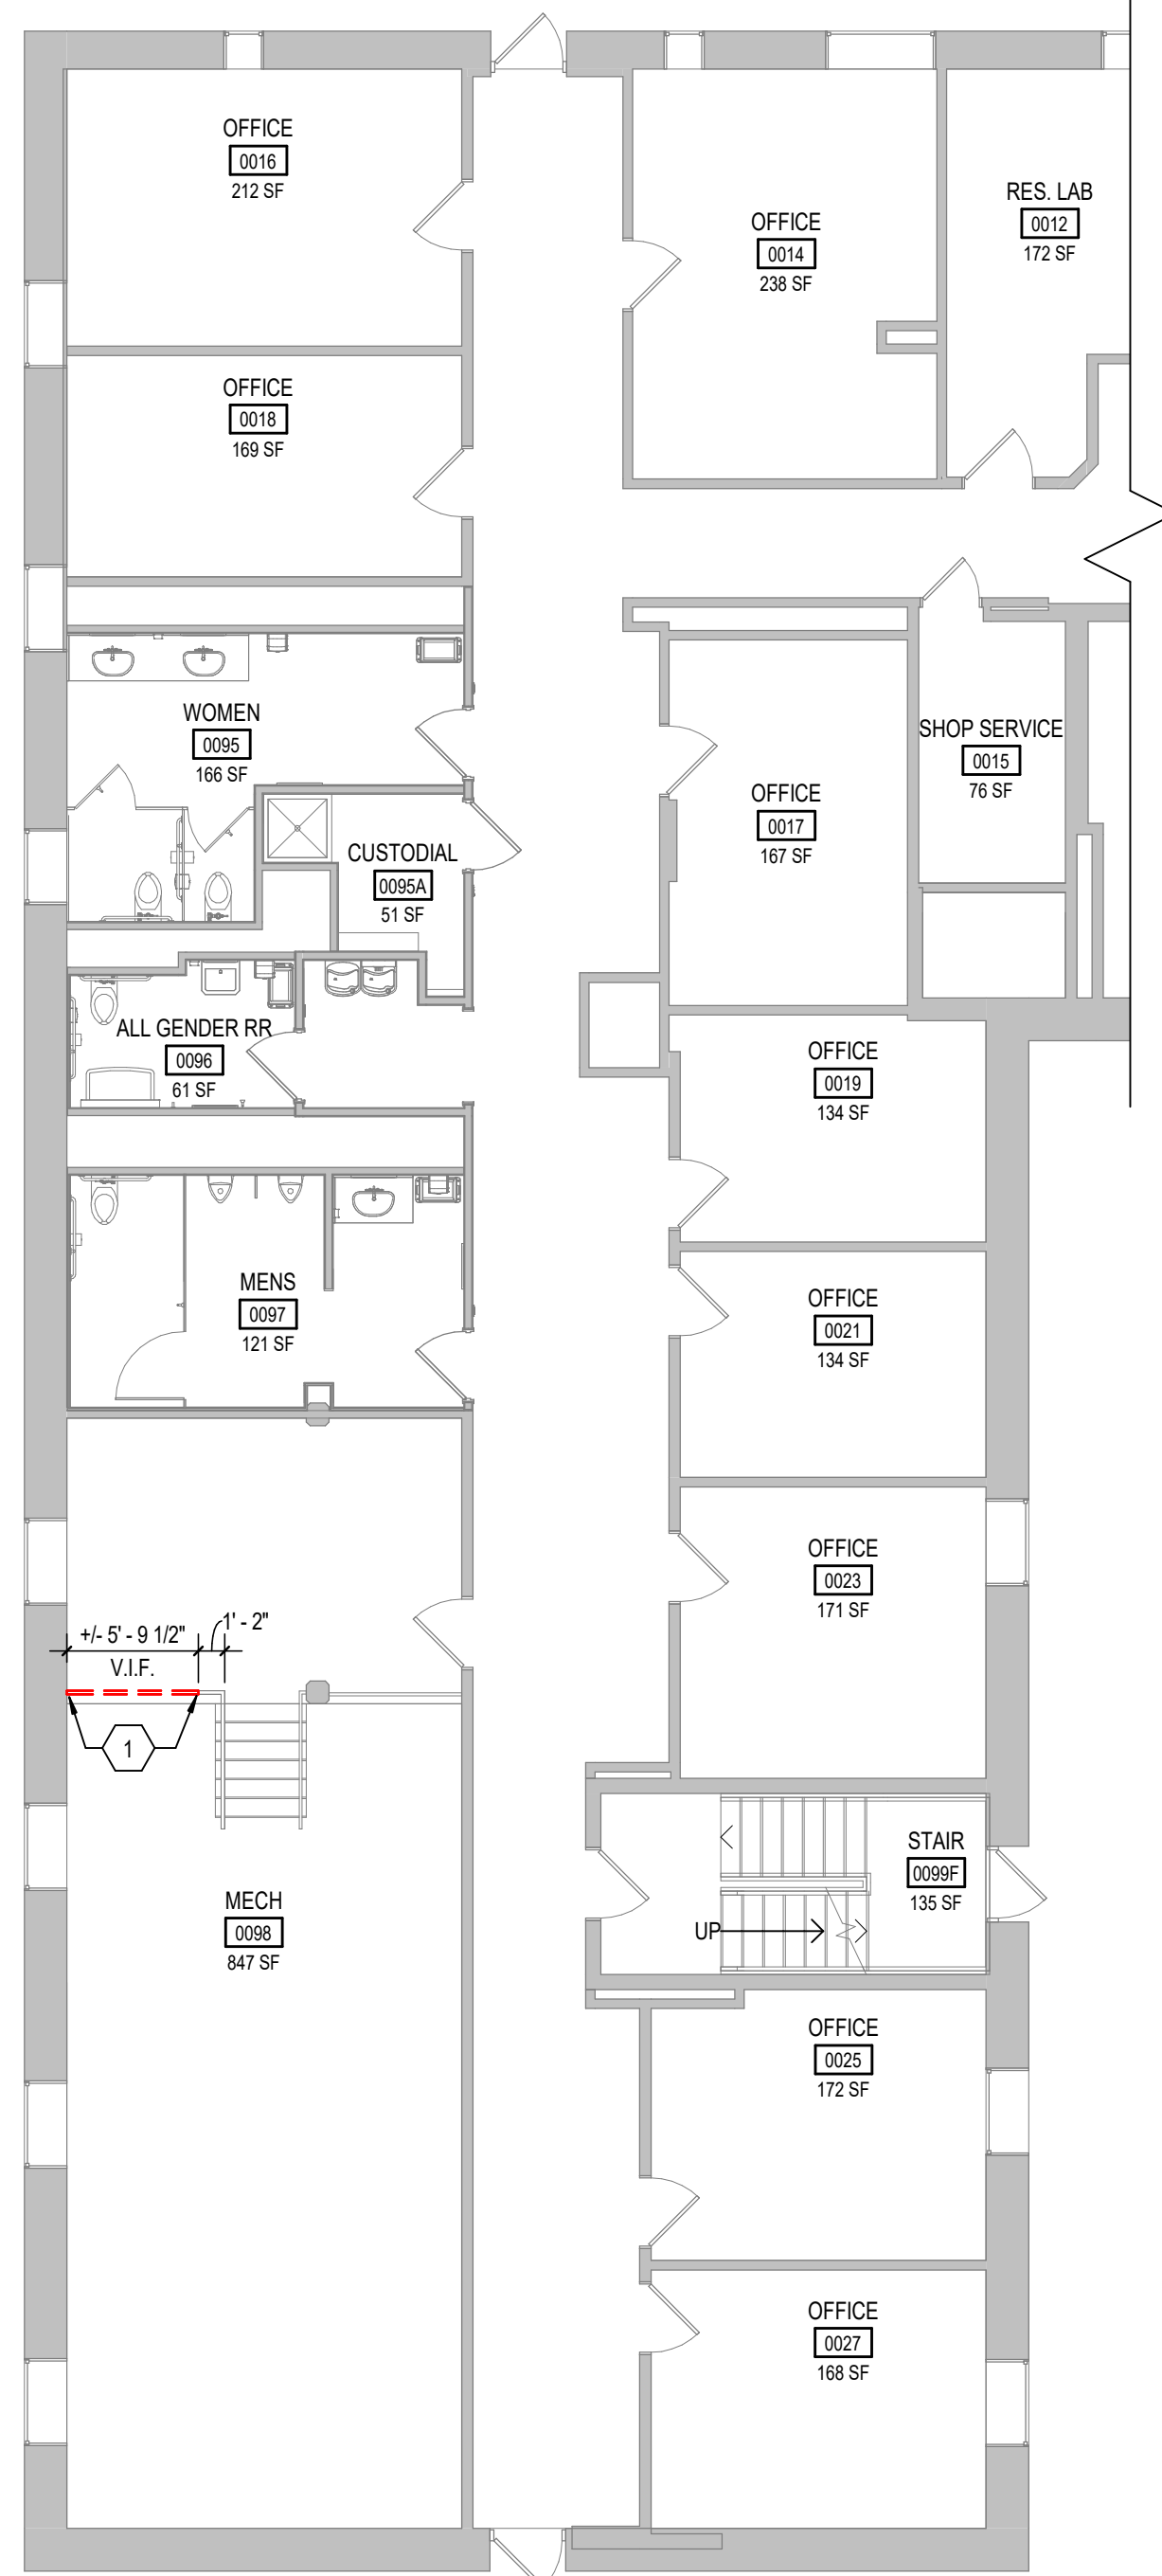 OFFICE
0016
212 SF
OFFICE
0014
238 SF
RES. LAB
0012
172 SF
OFFICE
0018
169 SF
WOMEN
0095
166 SF
SHOP SERVICE
0015
76 SF
OFFICE
0017
167 SF
CUSTODIAL
0095A
51 SF
ALL GENDER RR
0096
61 SF
OFFICE
0019
134 SF
MENS
0097
121 SF
OFFICE
0021
134 SF
OFFICE
0023
171 SF
+/- 5' - 9 1/2"
1' - 2"
V.I.F.
1
STAIR
0099F
135 SF
UP
MECH
0098
847 SF
OFFICE
0025
172 SF
OFFICE
0027
168 SF